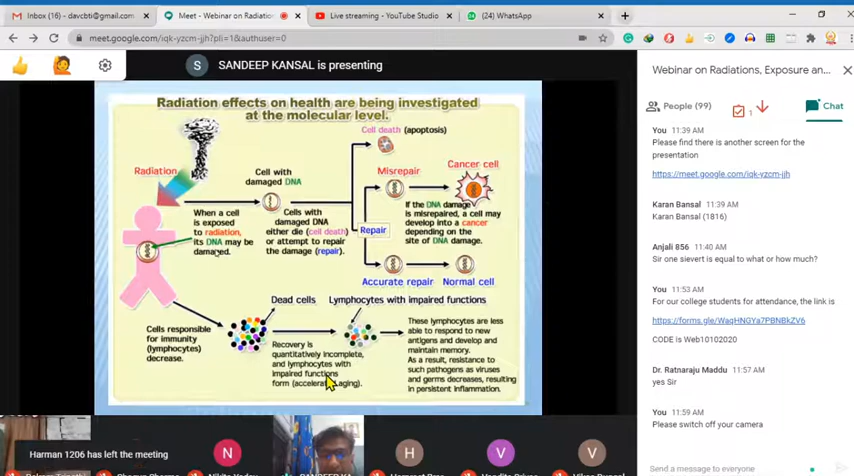 Inbox (16) - davcbti@gmail.com
Meet - Webinar on Radiation
Live streaming - YouTube Studio
(24) WhatsApp
meet.google.com/iqk-yzcm-jjh?pli=1&authuser=0
S SANDEEP KANSAL is presenting
Radiation effects on health are being investigated
at the molecular level.
Cell death (apoptosis)
Radiation
Cell with
damaged DNA
Misrepair
Cancer cell
When a cell
is exposed
to radiation,
its DNA may be
damaged.
Cells with
damaged DNA
either die (cell death)
or attempt to repair
the damage (repair).
Repair
If the DNA damage
is misrepaired, a cell may
develop into a cancer
depending on the
site of DNA damage.
Accurate repair
Normal cell
Dead cells
Lymphocytes with impaired functions
Cells responsible
for immunity
(lymphocytes)
decrease.
Recovery is
quantitatively incomplete,
and lymphocytes with
impaired functions
form (accelerated aging).
These lymphocytes are less
able to respond to new
antigens and develop and
maintain memory.
As a result, resistance to
such pathogens as viruses
and germs decreases, resulting
in persistent inflammation.
Harman 1206 has left the meeting
N
H
V
V
Webinar on Radiations, Exposure an...
People (99)
1
Chat
You 11:39 AM
Please find there is another screen for the
presentation
https://meet.google.com/iqk-yzcm-jjh
Karan Bansal 11:39 AM
Karan Bansal (1816)
Anjali 856 11:40 AM
Sir one sievert is equal to what or how much?
You 11:53 AM
For our college students for attendance, the link is
https://forms.gle/WaqHNGYa7PBNBkZV6
CODE is Web10102020
Dr. Ratnaraju Maddu 11:57 AM
yes Sir
You 11:59 AM
Please switch off your camera
Send a message to everyone